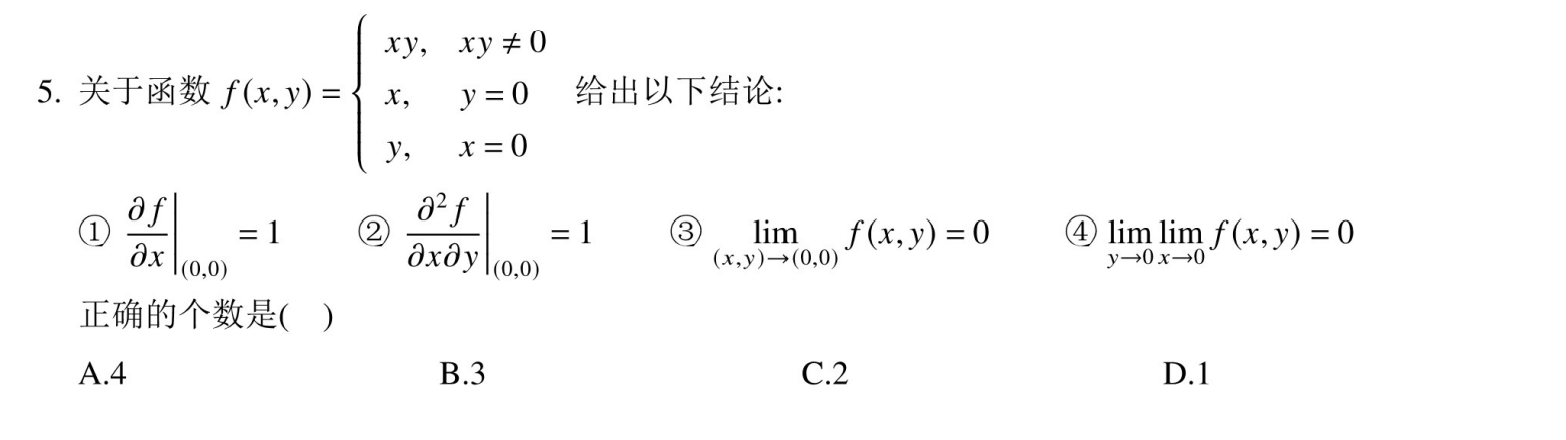 5. 关于函数 f(x,y) = { xy, xy ≠ 0
x, y = 0 给出以下结论:
y, x = 0
① ∂f/∂x|(0,0) = 1 ② ∂²f/∂x∂y|(0,0) = 1 ③ lim (x,y)→(0,0) f(x,y) = 0 ④ lim y→0 lim x→0 f(x,y) = 0
正确的个数是( )
A.4 B.3 C.2 D.1